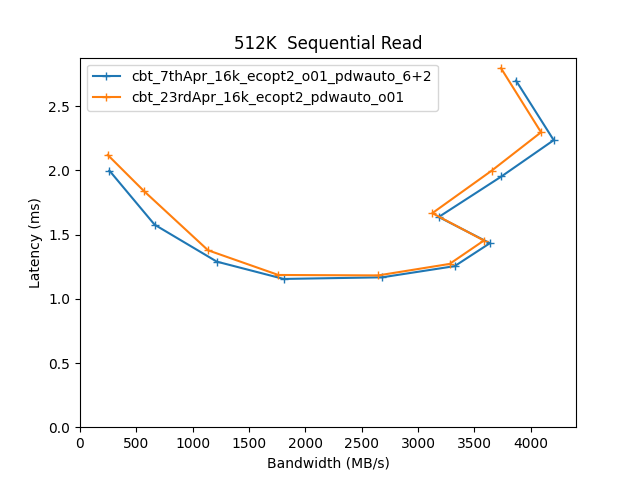 512K  Sequential Read
cbt_7thApr_16k_ecopt2_o01_pdwauto_6+2
cbt_23rdApr_16k_ecopt2_pdwauto_o01
2.5
2.0
1.5
1.0
0.5
0.0
Latency (ms)
0 500 1000 1500 2000 2500 3000 3500 4000
Bandwidth (MB/s)